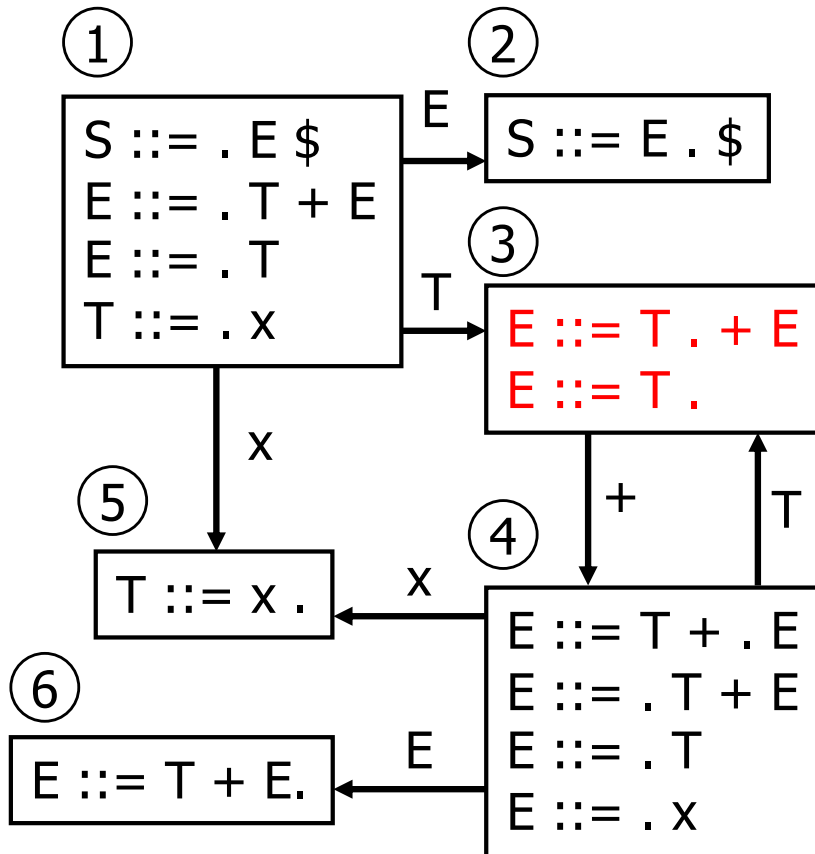 1
S ::= . E $
E ::= . T + E
E ::= . T
T ::= . x
E
2
S ::= E . $
T
3
E ::= T . + E
E ::= T .
x
+
T
5
T ::= x .
x
4
E ::= T + . E
E ::= . T + E
E ::= . T
E ::= . x
6
E ::= T + E.
E